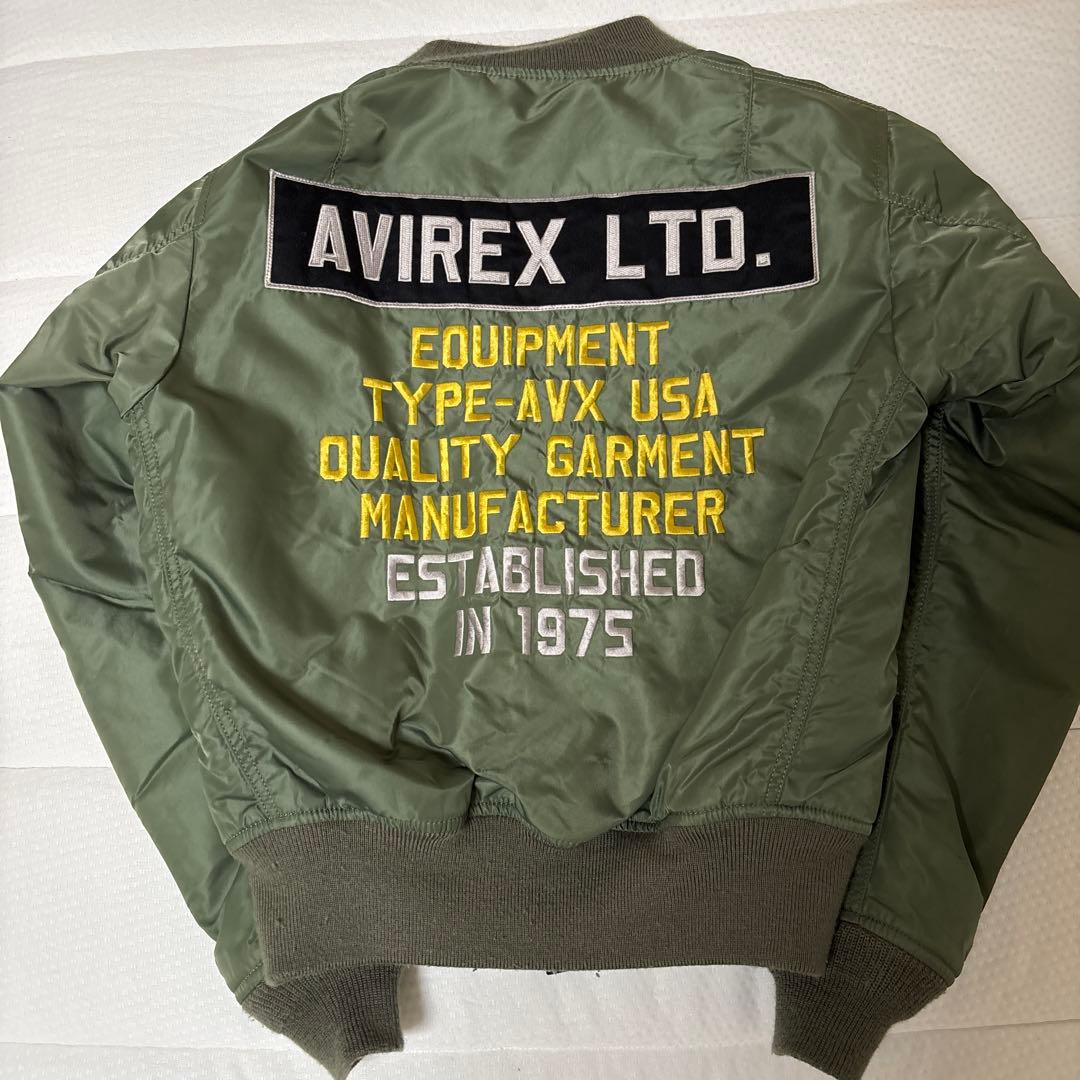 AVIREX LTD.
EQUIPMENT
TYPE-AVX USA
QUALITY GARMENT
MANUFACTURER
ESTABLISHED
IN 1975